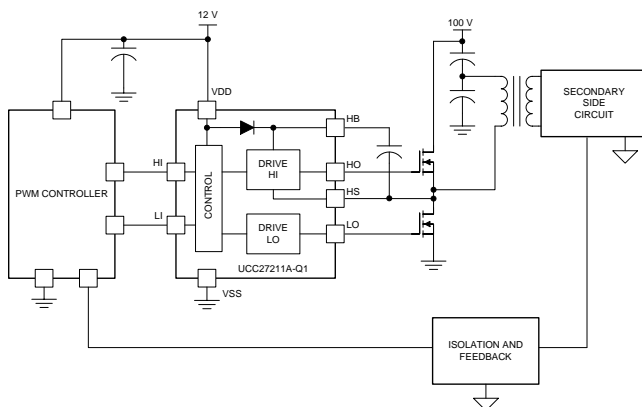 12 V
100 V
VDD
SECONDARY
SIDE
CIRCUIT
HB
PWM CONTROLLER
HI
CONTROL
DRIVE
HI
HO
HS
LI
DRIVE
LO
LO
UCC27211A-Q1
VSS
ISOLATION AND
FEEDBACK